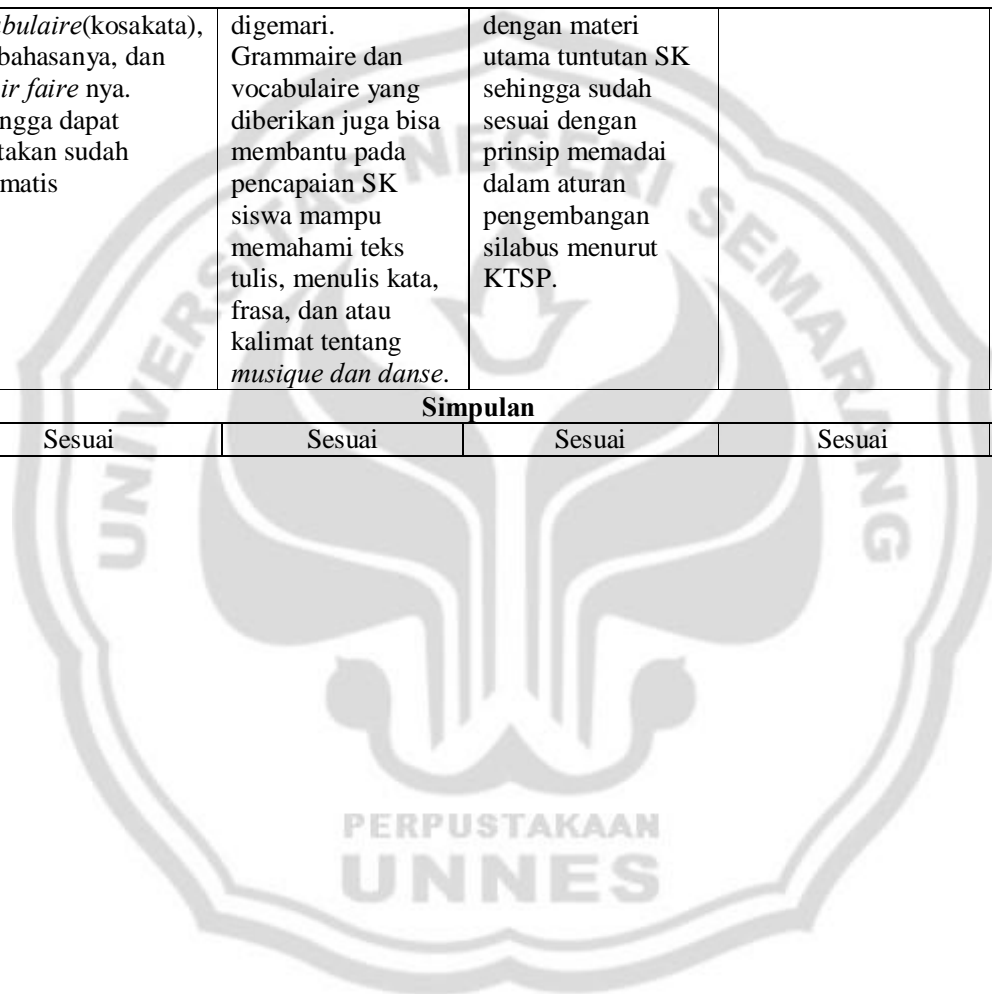 bulaire(kosakata),
bahasanya, dan
ir faire nya.
ngga dapat
takan sudah
matis
digemari.
Grammaire dan
vocabulaire yang
diberikan juga bisa
membantu pada
pencapaian SK
siswa mampu
memahami teks
tulis, menulis kata,
frasa, dan atau
kalimat tentang
musique dan danse.
dengan materi
utama tuntutan SK
sehingga sudah
sesuai dengan
prinsip memadai
dalam aturan
pengembangan
silabus menurut
KTSP.
Simpulan
Sesuai Sesuai Sesuai Sesuai
UNIVERSITAS NEGERI SEMARANG
PERPUSTAKAAN
UNNES